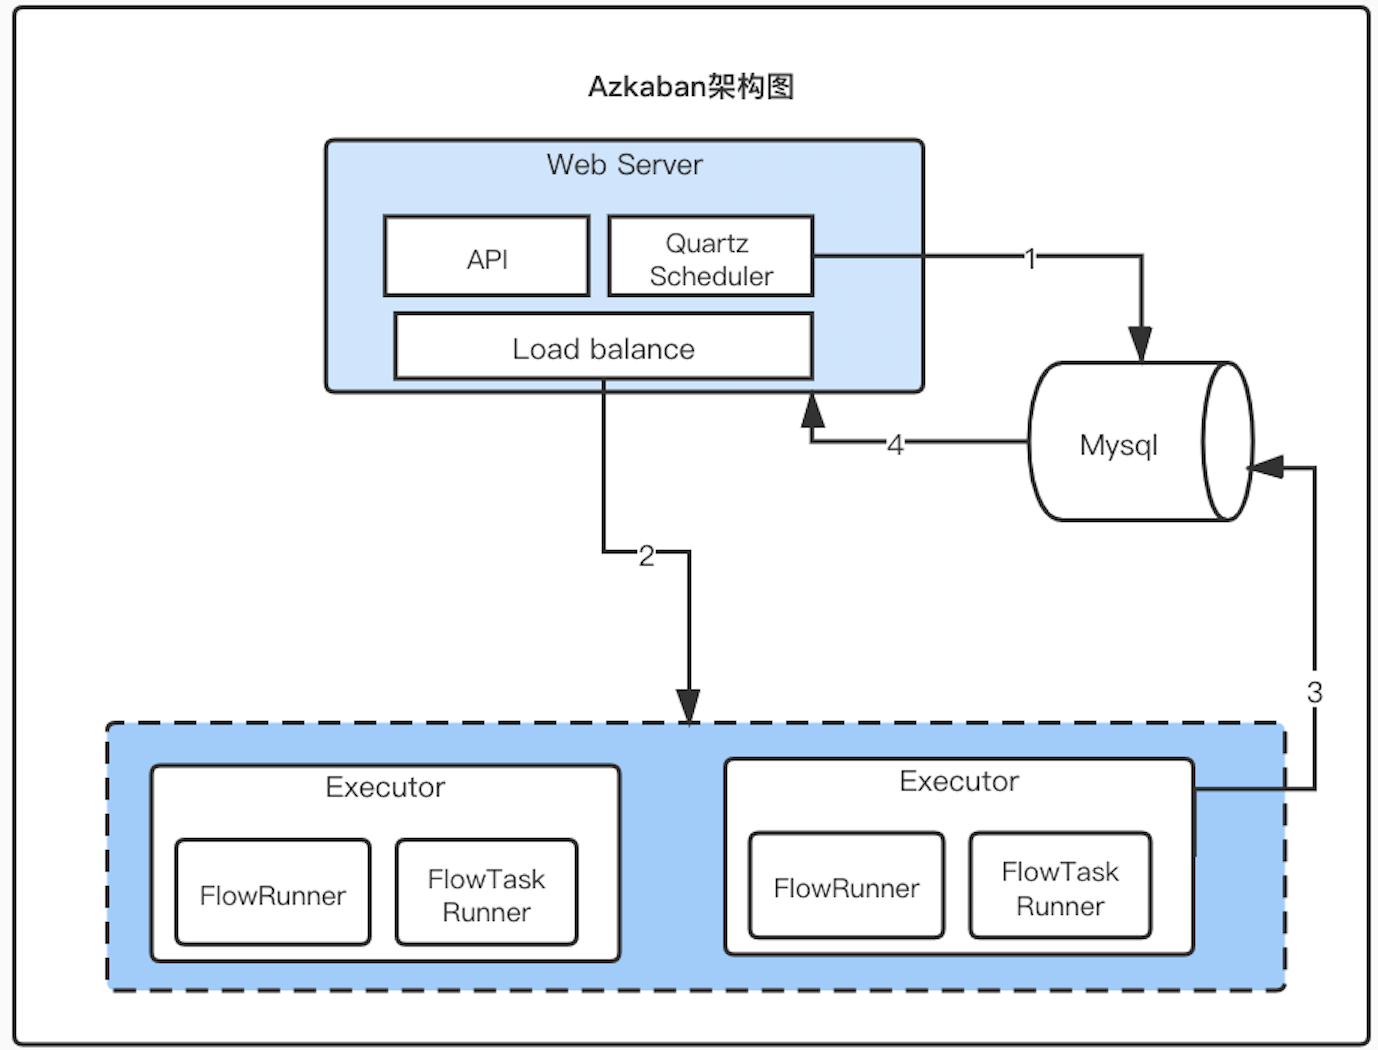 Azkaban架构图
Web Server
API
Quartz
Scheduler
1
Load balance
4
Mysql
2
3
Executor
FlowRunner
FlowTask
Runner
Executor
FlowRunner
FlowTask
Runner